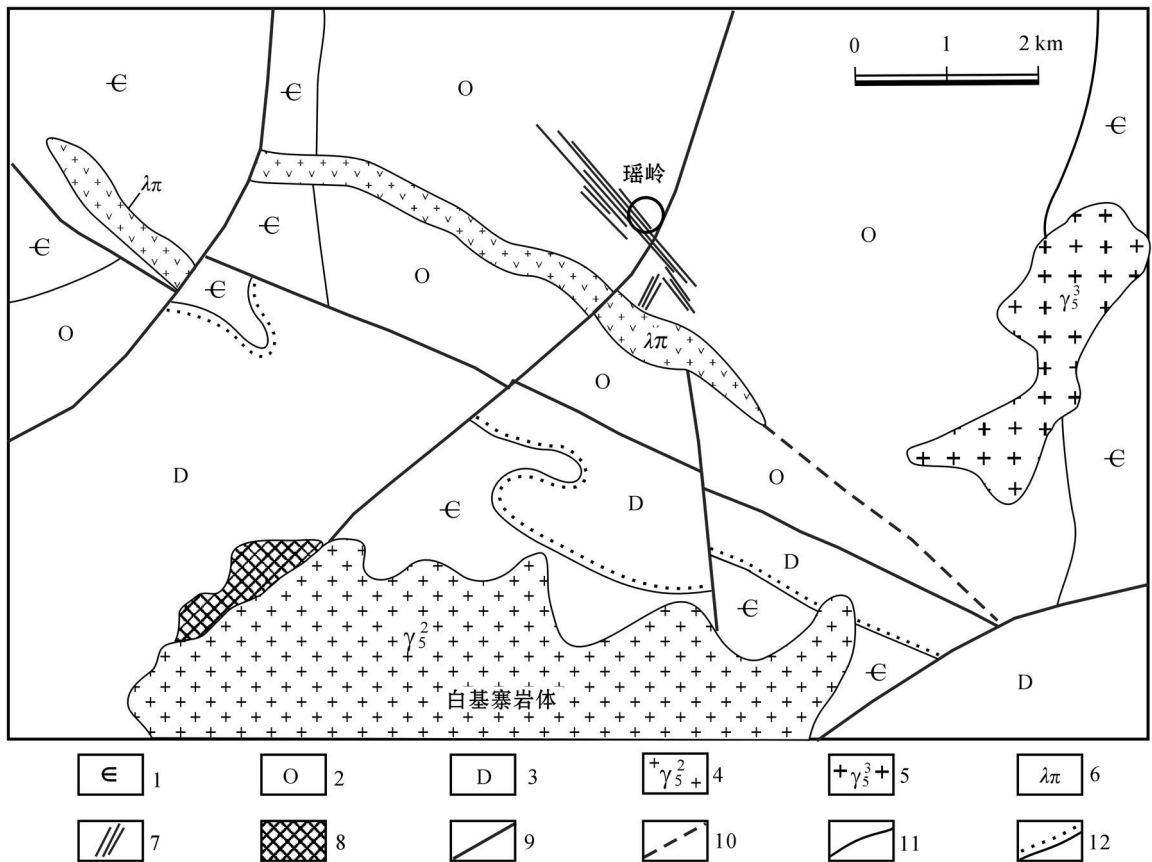 0 1 2 km
Є
Є
O
Є
瑶岭
λπ
Є
Є
O
O
Є
γ₅³
O
λπ
O
D
Є
D
O
Є
D
Є
γ₅²
白基寨岩体
Є
D
∈ 1
O 2
D 3
γ₅² 4
γ₅³ 5
λπ 6
7
8
9
10
11
12